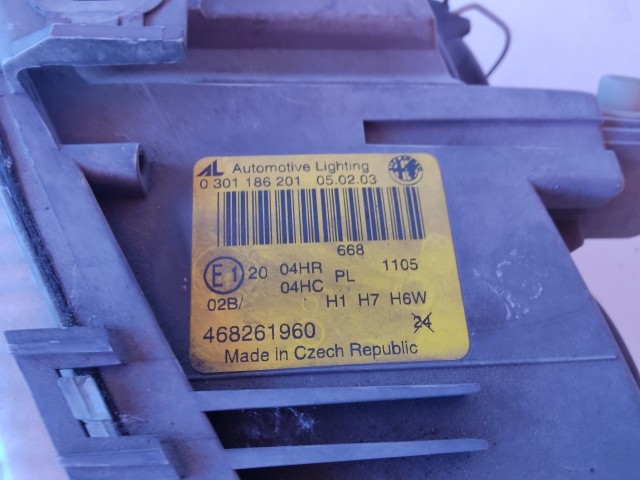 AL Automotive Lighting
0 301 186 201 05.02.03
668
E1 20 04HR PL 1105
04HC
02B/ H1 H7 H6W
468261960 24
Made in Czech Republic